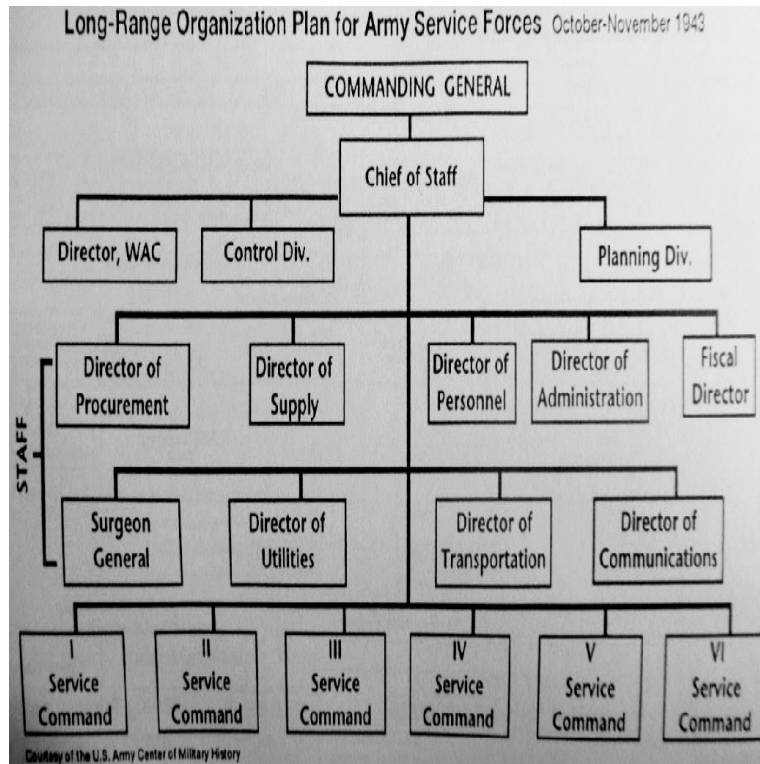 Long-Range Organization Plan for Army Service Forces October-November 1943
COMMANDING GENERAL
Chief of Staff
Director, WAC
Control Div.
Planning Div.
STAFF
Director of
Procurement
Director of
Supply
Director of
Personnel
Director of
Administration
Fiscal
Director
Surgeon
General
Director of
Utilities
Director of
Transportation
Director of
Communications
I
Service
Command
II
Service
Command
III
Service
Command
IV
Service
Command
V
Service
Command
VI
Service
Command
Courtesy of the U.S. Army Center of Military History